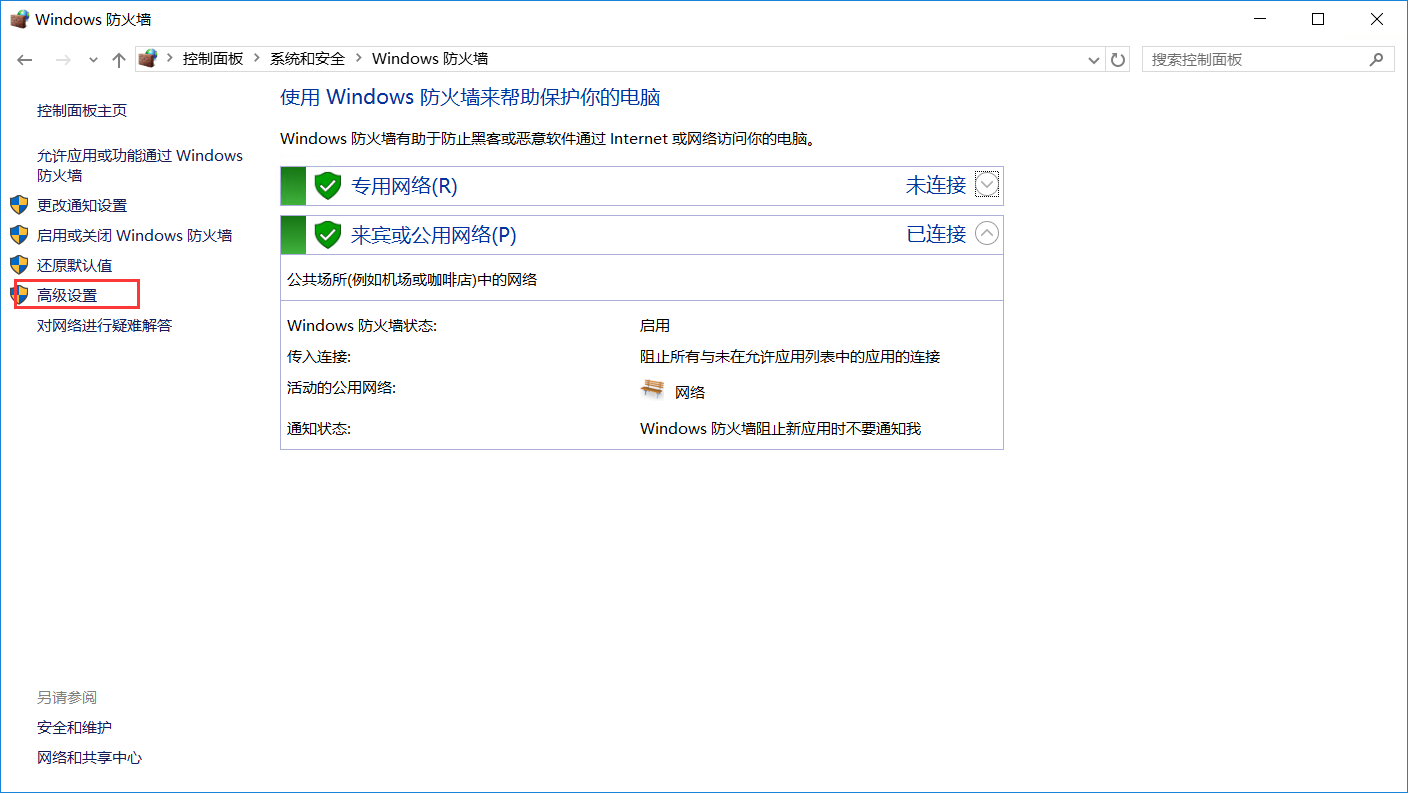 Windows 防火墙
控制面板 系统和安全 Windows 防火墙
搜索控制面板
控制面板主页
允许应用或功能通过 Windows
防火墙
更改通知设置
启用或关闭 Windows 防火墙
还原默认值
高级设置
对网络进行疑难解答
使用 Windows 防火墙来帮助保护你的电脑
Windows 防火墙有助于防止黑客或恶意软件通过 Internet 或网络访问你的电脑。
专用网络(R) 未连接
来宾或公用网络(P) 已连接
公共场所(例如机场或咖啡店)中的网络
Windows 防火墙状态: 启用
传入连接: 阻止所有与未在允许应用列表中的应用的连接
活动的公用网络: 网络
通知状态: Windows 防火墙阻止新应用时不要通知我
另请参阅
安全和维护
网络和共享中心